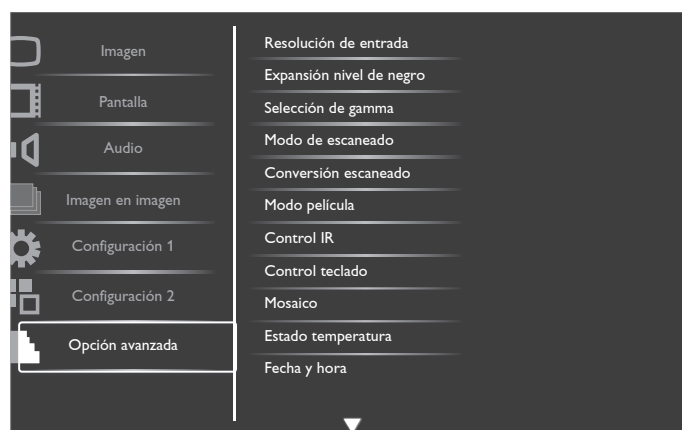 Imagen
Pantalla
Audio
Imagen en imagen
Configuración 1
Configuración 2
Opción avanzada
Resolución de entrada
Expansión nivel de negro
Selección de gamma
Modo de escaneado
Conversión escaneado
Modo película
Control IR
Control teclado
Mosaico
Estado temperatura
Fecha y hora